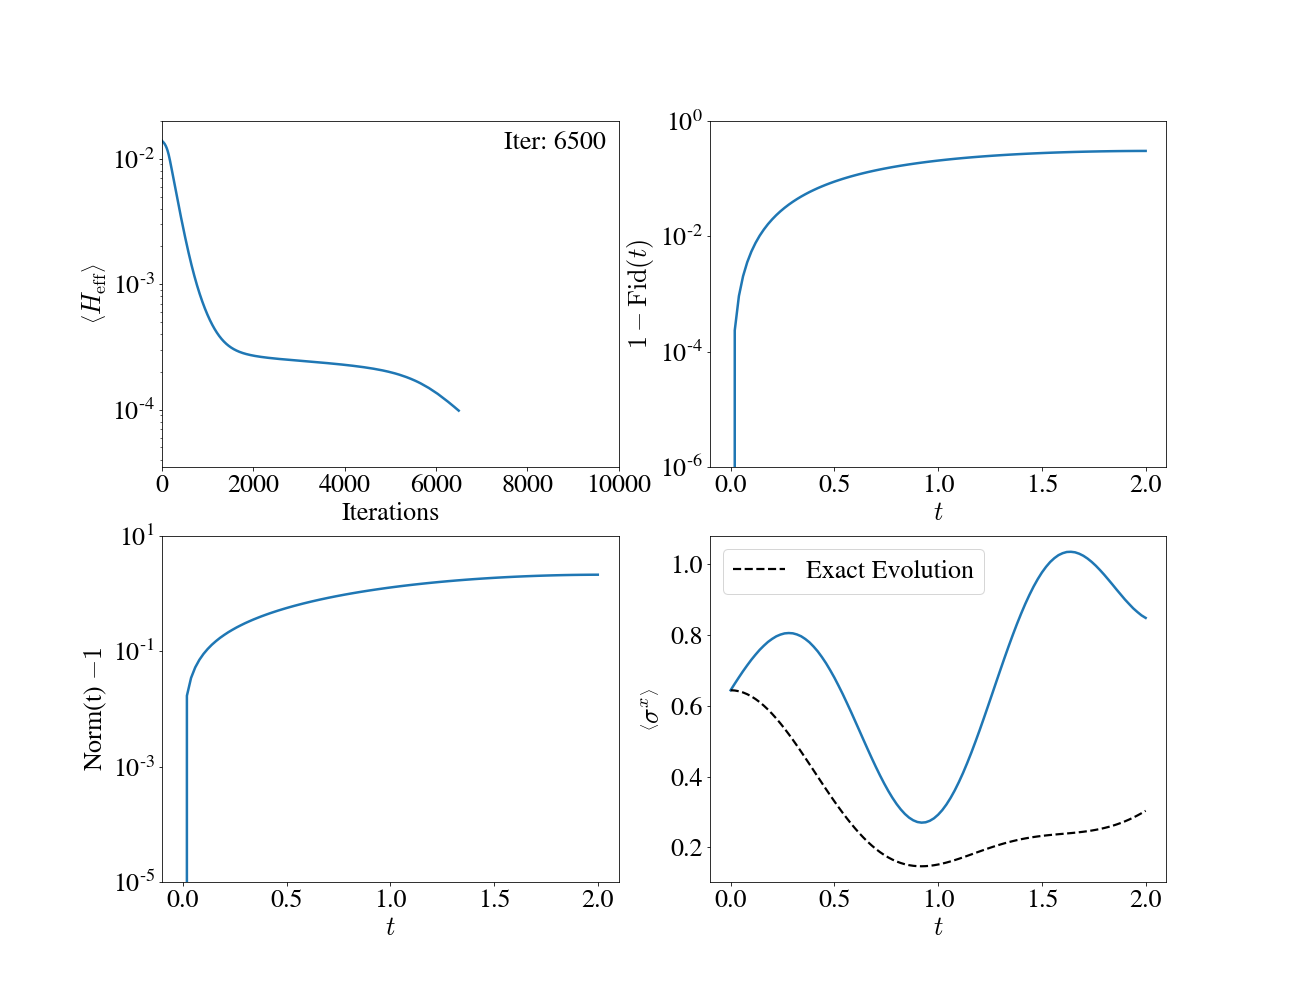 Iter: 6500
10^-2
10^-3
10^-4
⟨H_eff⟩
0 2000 4000 6000 8000 10000
Iterations
10^0
10^-2
10^-4
10^-6
1 − Fid(t)
0.0 0.5 1.0 1.5 2.0
t
10^1
10^-1
10^-3
10^-5
Norm(t) −1
0.0 0.5 1.0 1.5 2.0
t
Exact Evolution
1.0
0.8
0.6
0.4
0.2
⟨σ^x⟩
0.0 0.5 1.0 1.5 2.0
t